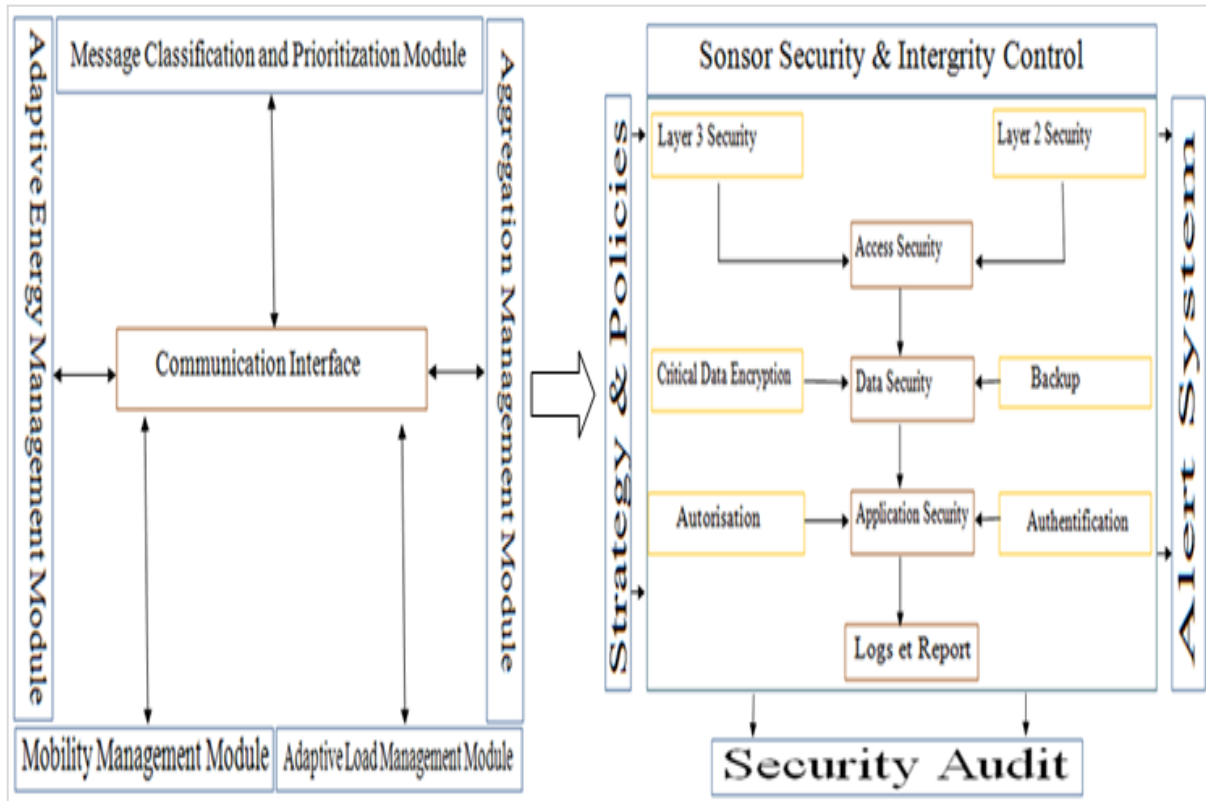 Message Classification and Prioritization Module
Adaptive Energy Management Module
Aggregation Management Module
Communication Interface
Mobility Management Module
Adaptive Load Management Module
Strategy & Policies
Sonsor Security & Intergrity Control
Layer 3 Security
Layer 2 Security
Access Security
Critical Data Encryption
Data Security
Backup
Autorisation
Application Security
Authentification
Logs et Report
Alert System
Security Audit